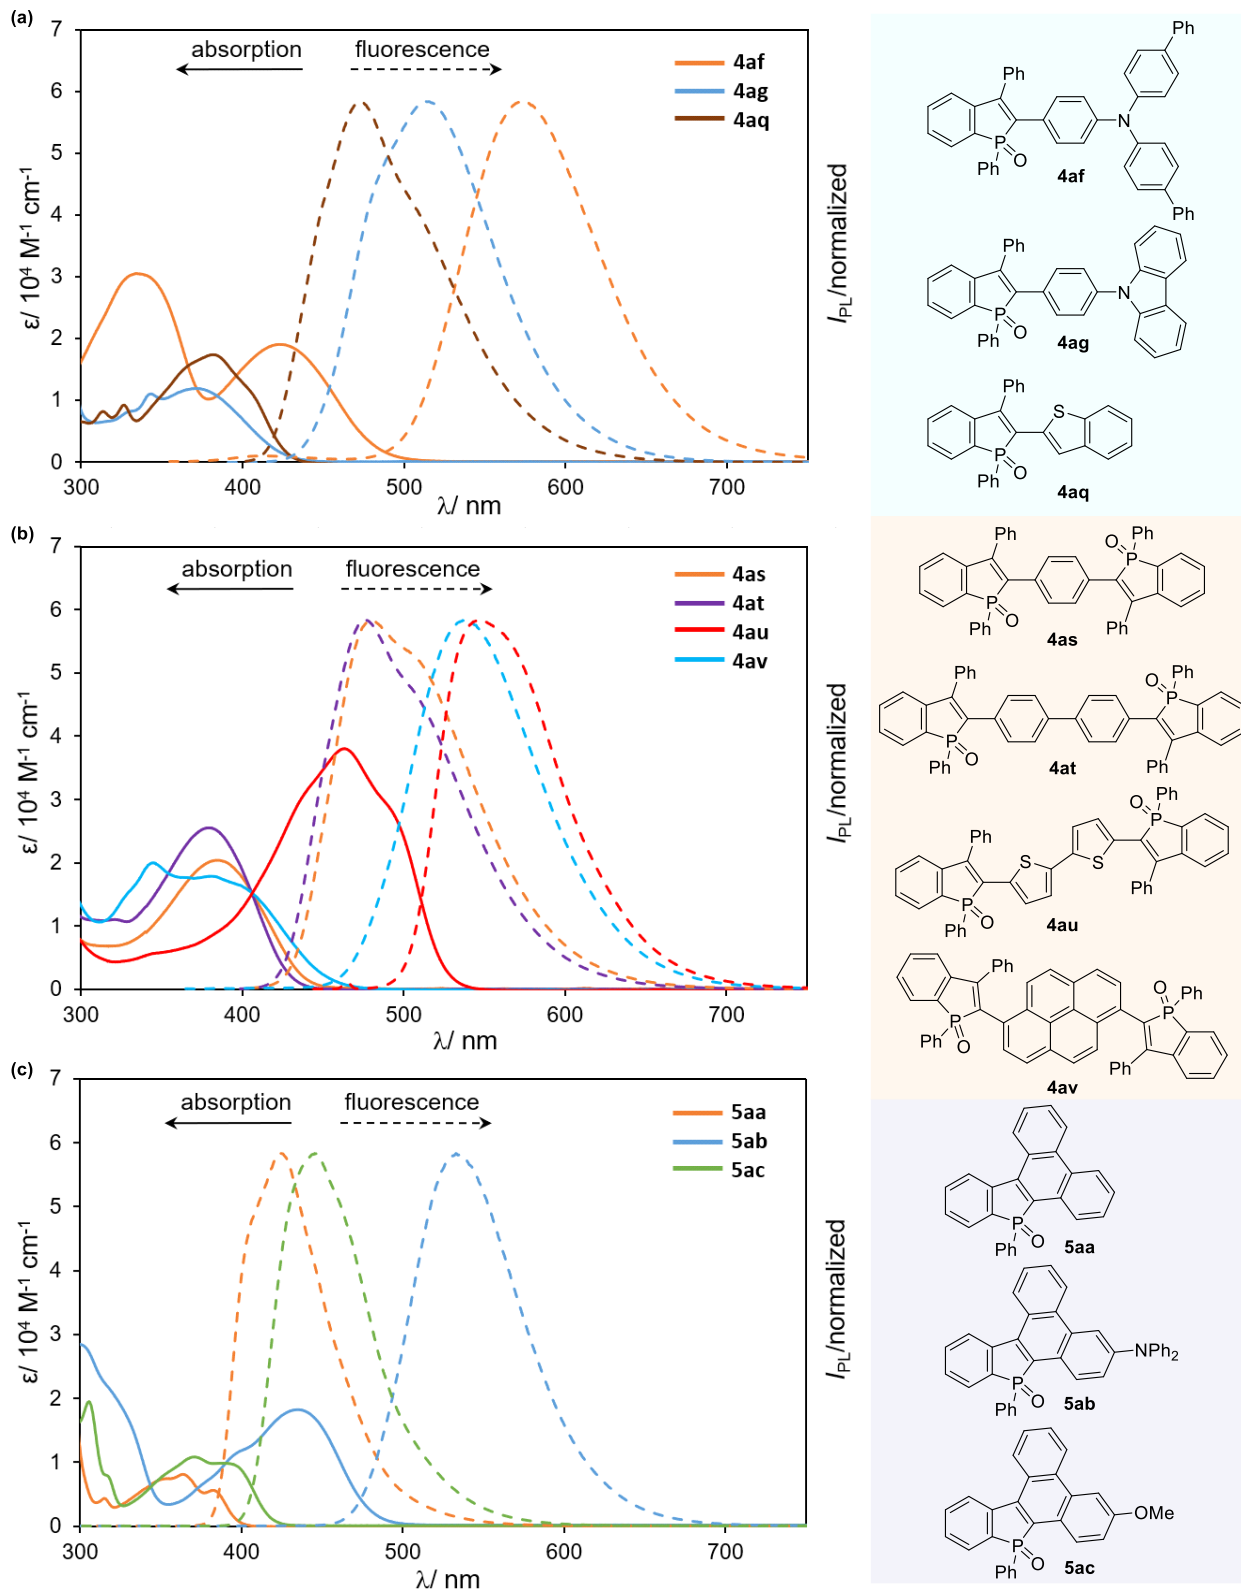 (a)
7
6
5
4
3
2
1
0
ε/ 10⁴ M⁻¹ cm⁻¹
absorption
fluorescence
4af
4ag
4aq
300
400
500
600
700
λ/ nm
I_PL/normalized
Ph
Ph
P
O
Ph
N
Ph
4af
Ph
P
O
Ph
N
4ag
Ph
S
P
O
Ph
4aq
(b)
7
6
5
4
3
2
1
0
ε/ 10⁴ M⁻¹ cm⁻¹
absorption
fluorescence
4as
4at
4au
4av
300
400
500
600
700
λ/ nm
I_PL/normalized
Ph
O
Ph
P
P
O
Ph
Ph
4as
Ph
O
Ph
P
P
O
Ph
Ph
4at
Ph
O
P
Ph
S
S
P
O
Ph
Ph
4au
Ph
O
Ph
P
P
O
Ph
Ph
4av
(c)
7
6
5
4
3
2
1
0
ε/ 10⁴ M⁻¹ cm⁻¹
absorption
fluorescence
5aa
5ab
5ac
300
400
500
600
700
λ/ nm
I_PL/normalized
P
O
Ph
5aa
NPh₂
P
O
Ph
5ab
OMe
P
O
Ph
5ac